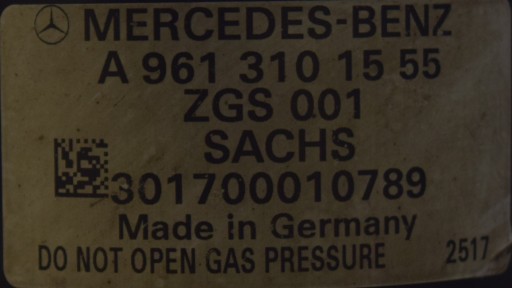 MERCEDES-BENZ
A 961 310 15 55
ZGS 001
SACHS
301700010789
Made in Germany
DO NOT OPEN GAS PRESSURE 2517